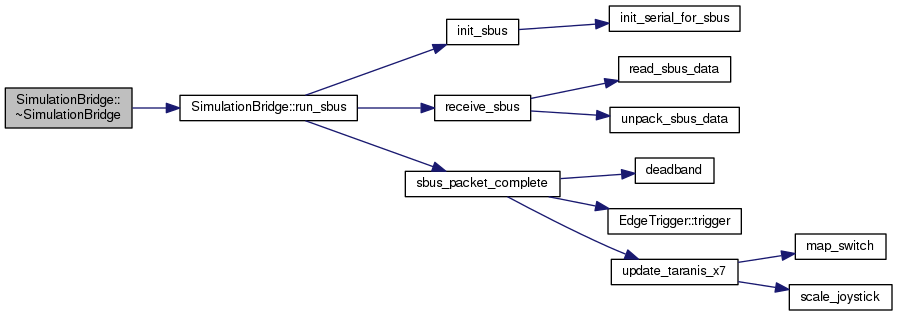 SimulationBridge::
~SimulationBridge
SimulationBridge::run_sbus
init_sbus
init_serial_for_sbus
receive_sbus
read_sbus_data
unpack_sbus_data
sbus_packet_complete
deadband
EdgeTrigger::trigger
update_taranis_x7
map_switch
scale_joystick